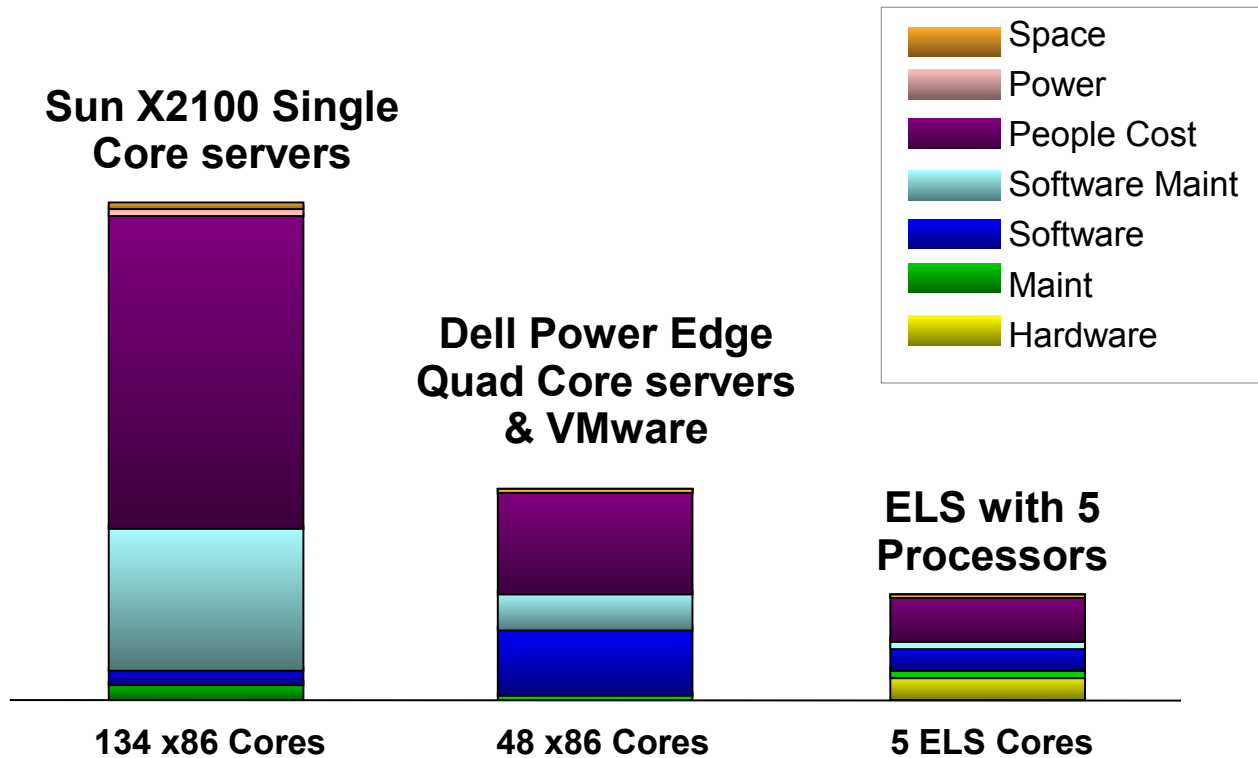 Space
Power
People Cost
Software Maint
Software
Maint
Hardware
Sun X2100 Single
Core servers
Dell Power Edge
Quad Core servers
& VMware
ELS with 5
Processors
134 x86 Cores
48 x86 Cores
5 ELS Cores